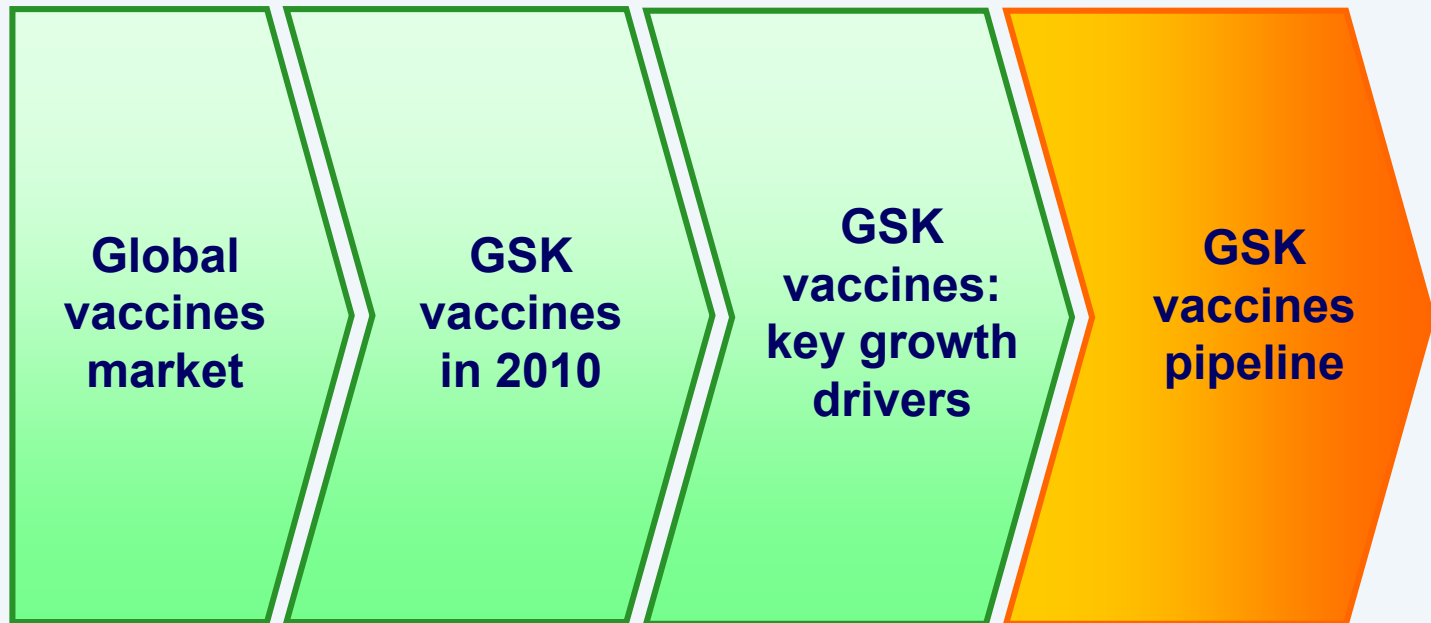 Global
vaccines
market
GSK
vaccines
in 2010
GSK
vaccines:
key growth
drivers
GSK
vaccines
pipeline